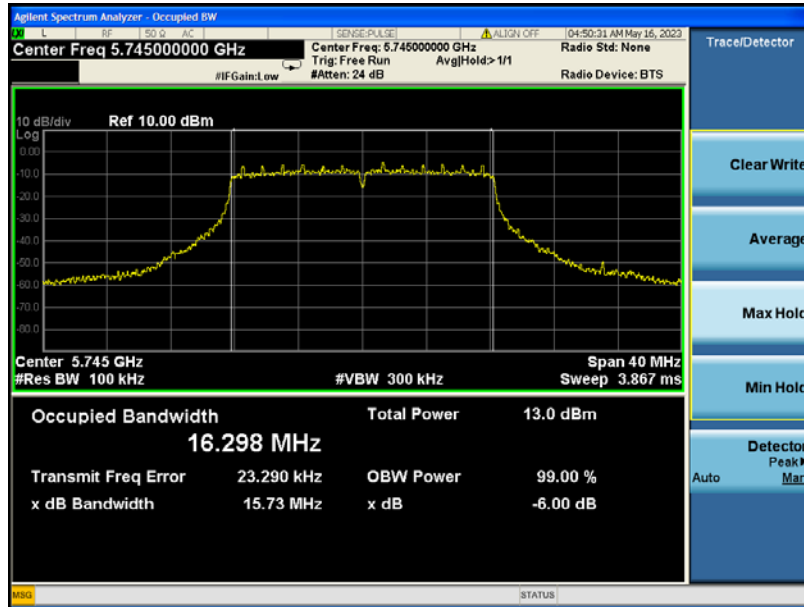 Agilent Spectrum Analyzer - Occupied BW
LXI L RF 50 Ω AC SENSE:PULSE ALIGN OFF 04:50:31 AM May 16, 2023
Center Freq 5.745000000 GHz
Center Freq: 5.745000000 GHz
Radio Std: None
Trig: Free Run
Avg|Hold:> 1/1
#IFGain:Low
#Atten: 24 dB
Radio Device: BTS
10 dB/div
Ref 10.00 dBm
Log
0.00
-10.0
-20.0
-30.0
-40.0
-50.0
-60.0
-70.0
-80.0
Center 5.745 GHz
Span 40 MHz
#Res BW 100 kHz
#VBW 300 kHz
Sweep 3.867 ms
Occupied Bandwidth
Total Power
13.0 dBm
16.298 MHz
Transmit Freq Error
23.290 kHz
OBW Power
99.00 %
x dB Bandwidth
15.73 MHz
x dB
-6.00 dB
MSG
STATUS
Trace/Detector
Clear Write
Average
Max Hold
Min Hold
Detector
Peak
Auto
Man